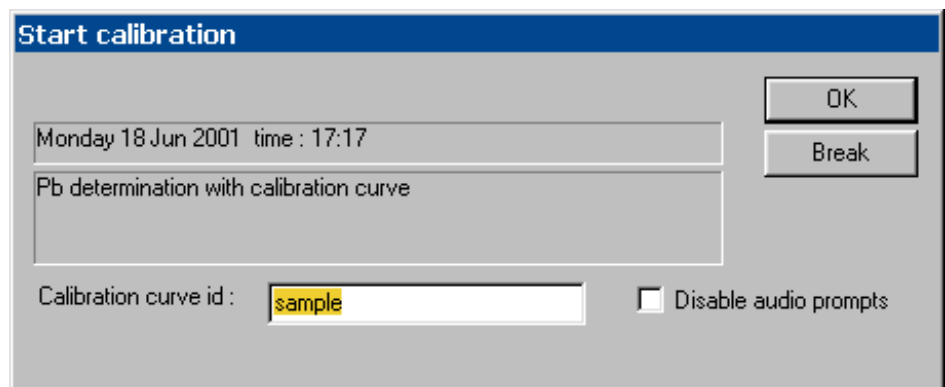 Start calibration
OK
Monday 18 Jun 2001 time : 17:17
Break
Pb determination with calibration curve
Calibration curve id : sample Disable audio prompts